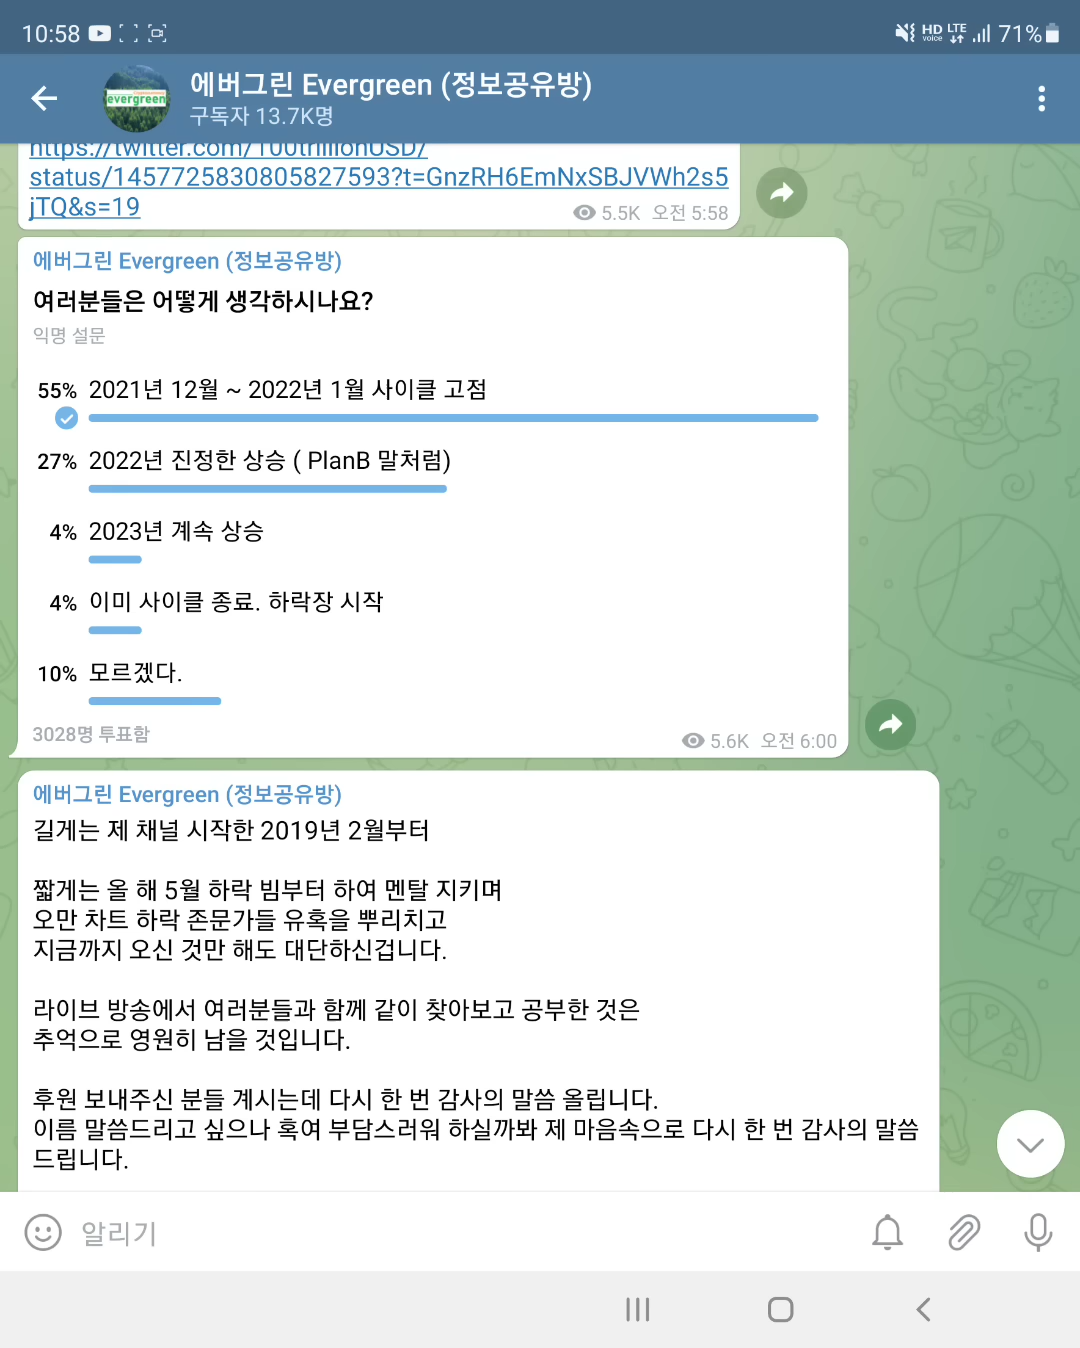 10:58
HD voice LTE 71%
evergreen
에버그린 Evergreen (정보공유방)
구독자 13.7K명
https://twitter.com/100trillionUSD/
status/1457725830805827593?t=GnzRH6EmNxSBJVWh2s5
jTQ&s=19
5.5K 오전 5:58
에버그린 Evergreen (정보공유방)
여러분들은 어떻게 생각하시나요?
익명 설문
55% 2021년 12월 ~ 2022년 1월 사이클 고점
27% 2022년 진정한 상승 ( PlanB 말처럼)
4% 2023년 계속 상승
4% 이미 사이클 종료. 하락장 시작
10% 모르겠다.
3028명 투표함
5.6K 오전 6:00
에버그린 Evergreen (정보공유방)
길게는 제 채널 시작한 2019년 2월부터
짧게는 올 해 5월 하락 빔부터 하여 멘탈 지키며
오만 차트 하락 존문가들 유혹을 뿌리치고
지금까지 오신 것만 해도 대단하신겁니다.
라이브 방송에서 여러분들과 함께 같이 찾아보고 공부한 것은
추억으로 영원히 남을 것입니다.
후원 보내주신 분들 계시는데 다시 한 번 감사의 말씀 올립니다.
이름 말씀드리고 싶으나 혹여 부담스러워 하실까봐 제 마음속으로 다시 한 번 감사의 말씀
드립니다.
알리기